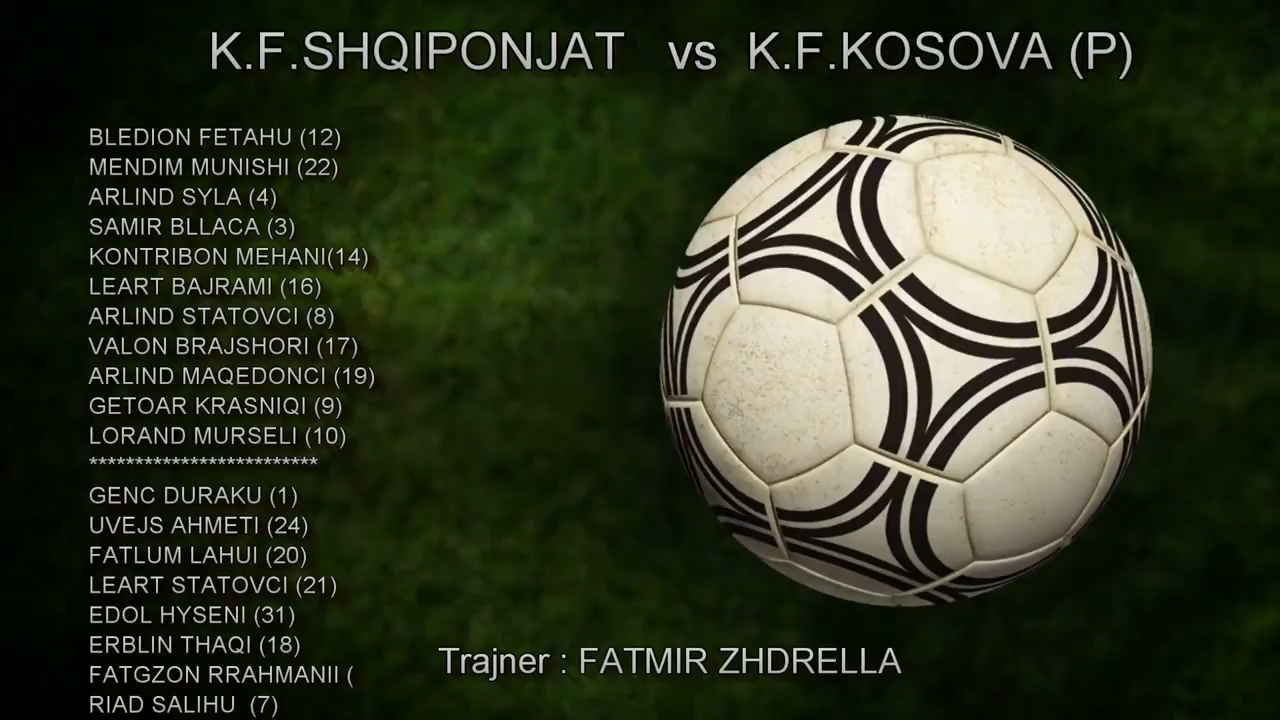 K.F.SHQIPONJAT vs K.F.KOSOVA (P)
BLEDION FETAHU (12)
MENDIM MUNISHI (22)
ARLIND SYLA (4)
SAMIR BLLACA (3)
KONTRIBON MEHANI(14)
LEART BAJRAMI (16)
ARLIND STATOVCI (8)
VALON BRAJSHORI (17)
ARLIND MAQEDONCI (19)
GETOAR KRASNIQI (9)
LORAND MURSELI (10)
*************************
GENC DURAKU (1)
UVEJS AHMETI (24)
FATLUM LAHUI (20)
LEART STATOVCI (21)
EDOL HYSENI (31)
ERBLIN THAQI (18)
FATGZON RRAHMANII (
RIAD SALIHU (7)
Trajner : FATMIR ZHDRELLA